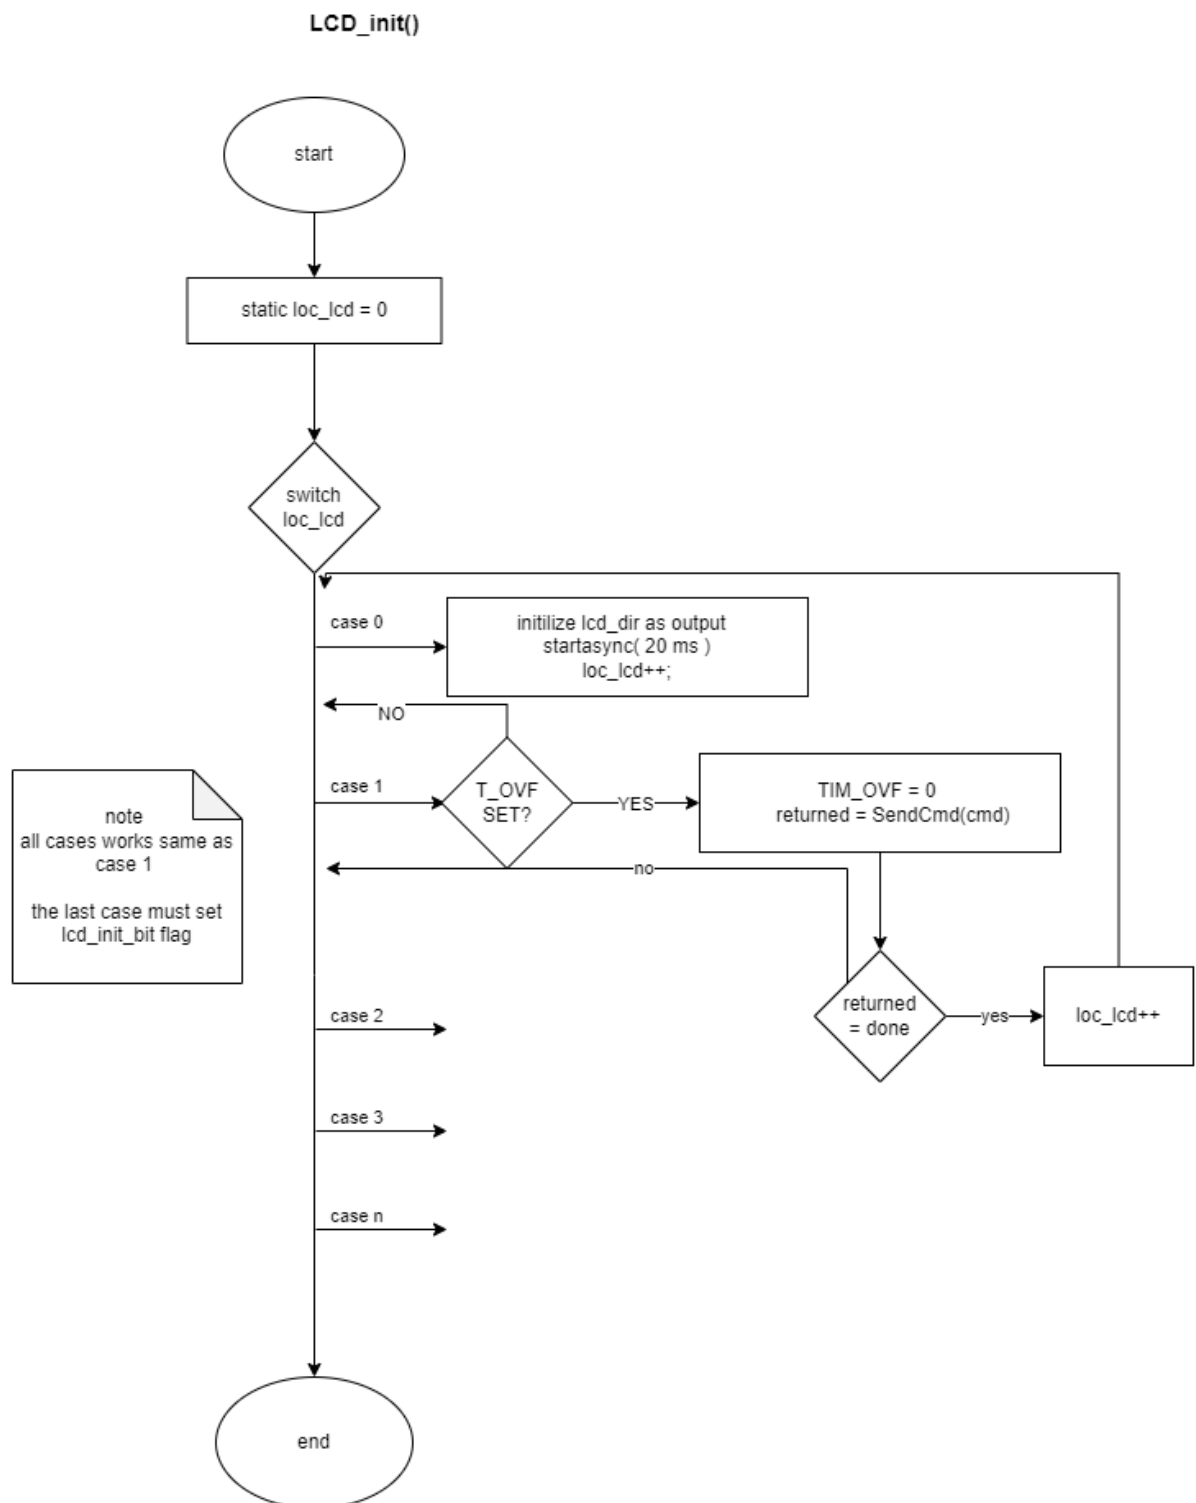 LCD_init()
start
static loc_lcd = 0
switch
loc_lcd
case 0
initilize lcd_dir as output
startasync( 20 ms )
loc_lcd++;
NO
case 1
T_OVF
SET?
YES
TIM_OVF = 0
returned = SendCmd(cmd)
note
all cases works same as
case 1
the last case must set
lcd_init_bit flag
no
returned
= done
yes
loc_lcd++
case 2
case 3
case n
end